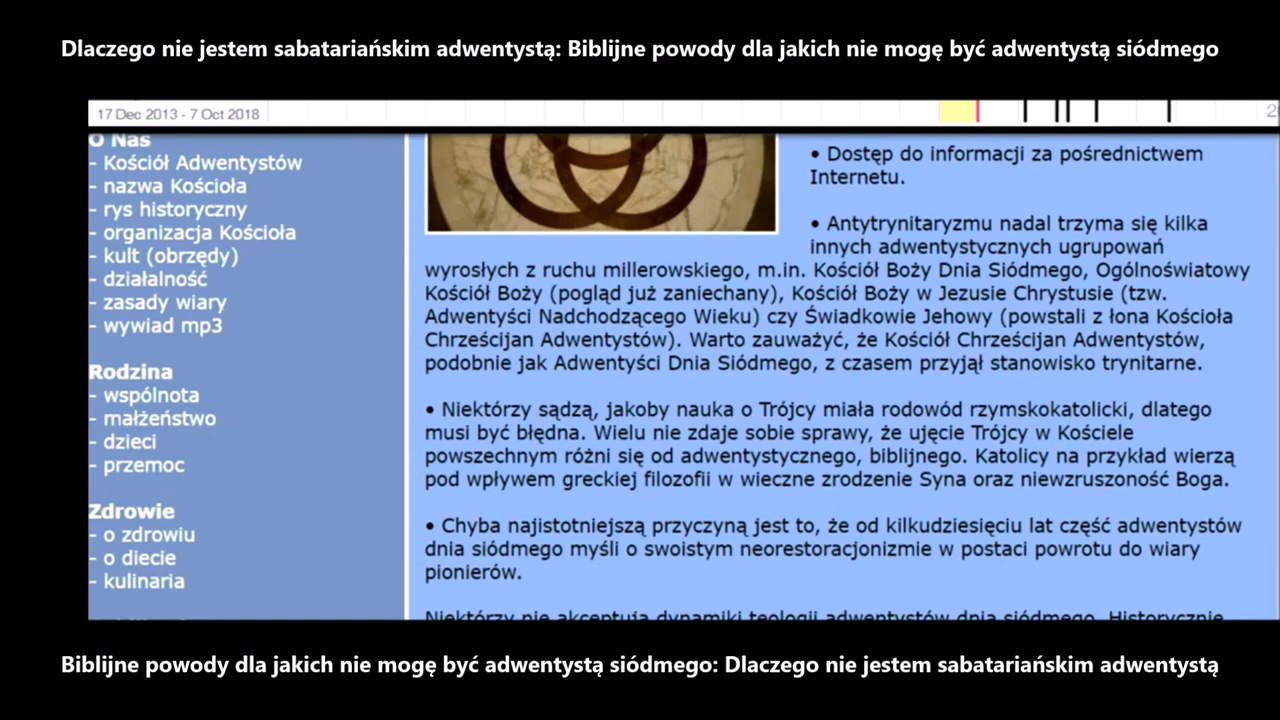 Dlaczego nie jestem sabatariańskim adwentystą: Biblijne powody dla jakich nie mogę być adwentystą siódmego
17 Dec 2013 - 7 Oct 2018
O Nas
- Kościół Adwentystów
- nazwa Kościoła
- rys historyczny
- organizacja Kościoła
- kult (obrzędy)
- działalność
- zasady wiary
- wywiad mp3
Rodzina
- wspólnota
- małżeństwo
- dzieci
- przemoc
Zdrowie
- o zdrowiu
- o diecie
- kulinaria
• Dostęp do informacji za pośrednictwem
Internetu.
• Antytrynitaryzmu nadal trzyma się kilka
innych adwentystycznych ugrupowań
wyrosłych z ruchu millerowskiego, m.in. Kościół Boży Dnia Siódmego, Ogólnoświatowy
Kościół Boży (pogląd już zaniechany), Kościół Boży w Jezusie Chrystusie (tzw.
Adwentyści Nadchodzącego Wieku) czy Świadkowie Jehowy (powstali z łona Kościoła
Chrześcijan Adwentystów). Warto zauważyć, że Kościół Chrześcijan Adwentystów,
podobnie jak Adwentyści Dnia Siódmego, z czasem przyjął stanowisko trynitarne.
• Niektórzy sądzą, jakoby nauka o Trójcy miała rodowód rzymskokatolicki, dlatego
musi być błędna. Wielu nie zdaje sobie sprawy, że ujęcie Trójcy w Kościele
powszechnym różni się od adwentystycznego, biblijnego. Katolicy na przykład wierzą
pod wpływem greckiej filozofii w wieczne zrodzenie Syna oraz niewzruszoność Boga.
• Chyba najistotniejszą przyczyną jest to, że od kilkudziesięciu lat część adwentystów
dnia siódmego myśli o swoistym neorestoracjonizmie w postaci powrotu do wiary
pionierów.
Niektórzy nie akceptują dynamiki teologii adwentystów dnia siódmego. Historycznie
Biblijne powody dla jakich nie mogę być adwentystą siódmego: Dlaczego nie jestem sabatariańskim adwentystą